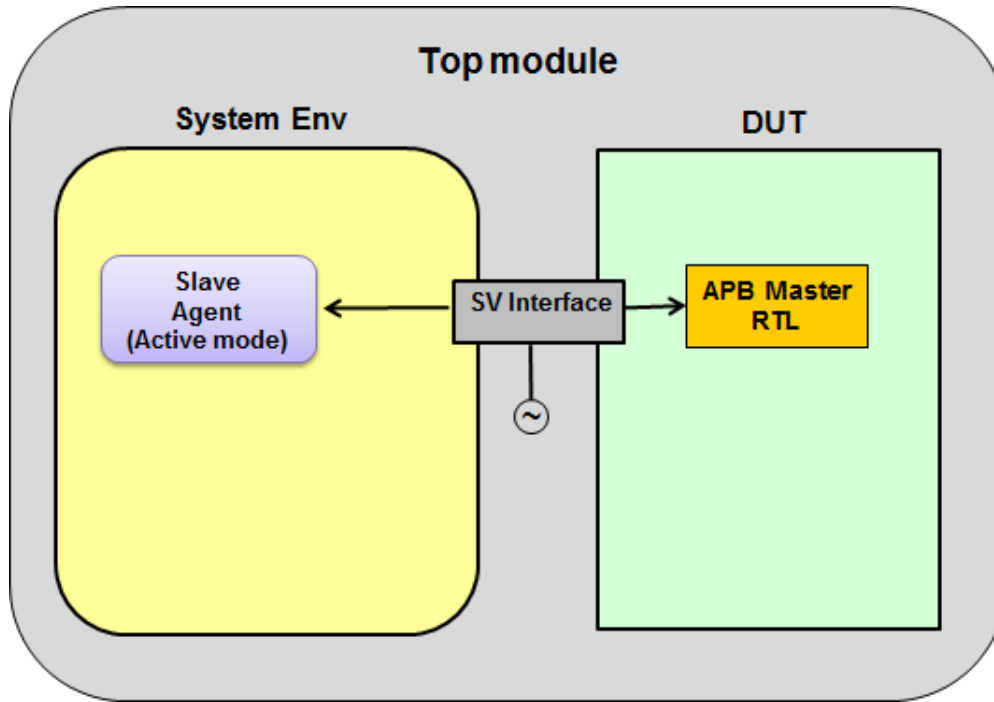 Top module
System Env
DUT
Slave
Agent
(Active mode)
SV Interface
APB Master
RTL
~